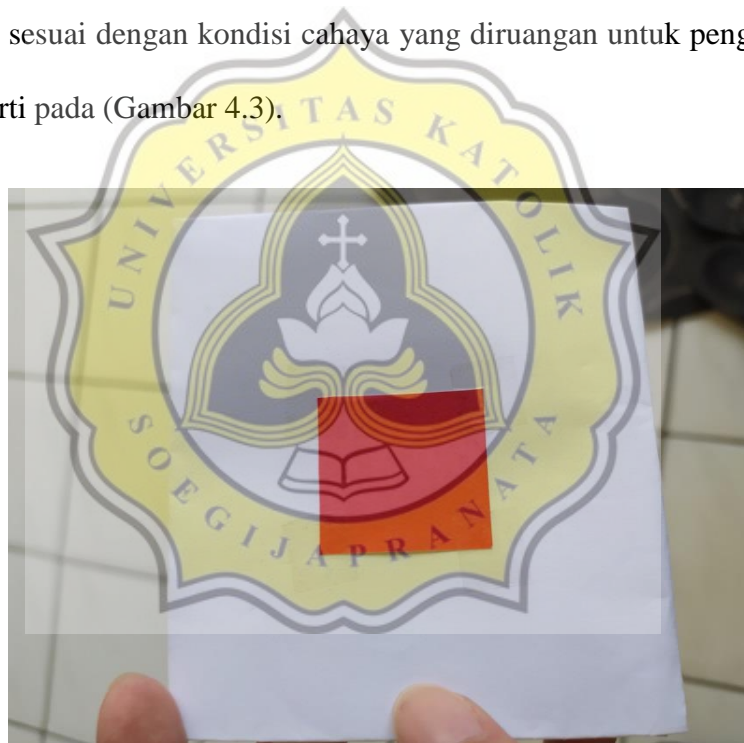 sesuai dengan kondisi cahaya yang diruangan untuk peng
rti pada (Gambar 4.3).
UNIVERSITAS KATOLIK
SOEGIJAPRANATA